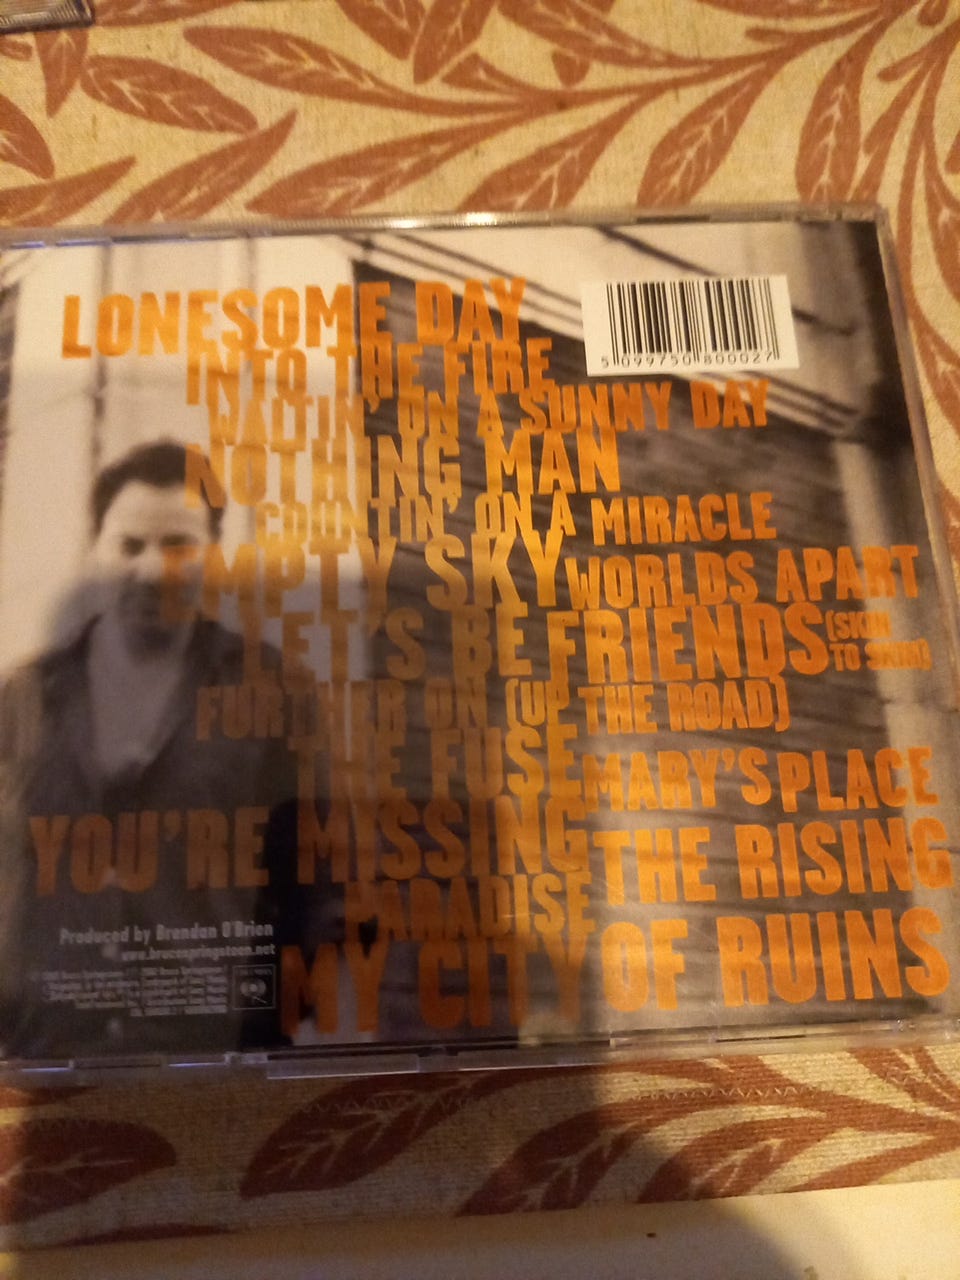 LONESOME DAY
INTO THE FIRE
WAITIN' ON A SUNNY DAY
NOTHING MAN
COUNTIN' ON A MIRACLE
EMPTY SKY WORLDS APART
LET'S BE FRIENDS (SKIN
TO SKIN)
FURTHER ON (UP THE ROAD)
THE FUSE MARY'S PLACE
YOU'RE MISSING THE RISING
PARADISE
MY CITY OF RUINS
5 099750 800027
Produced by Brendan O'Brien
www.brucespringsteen.net